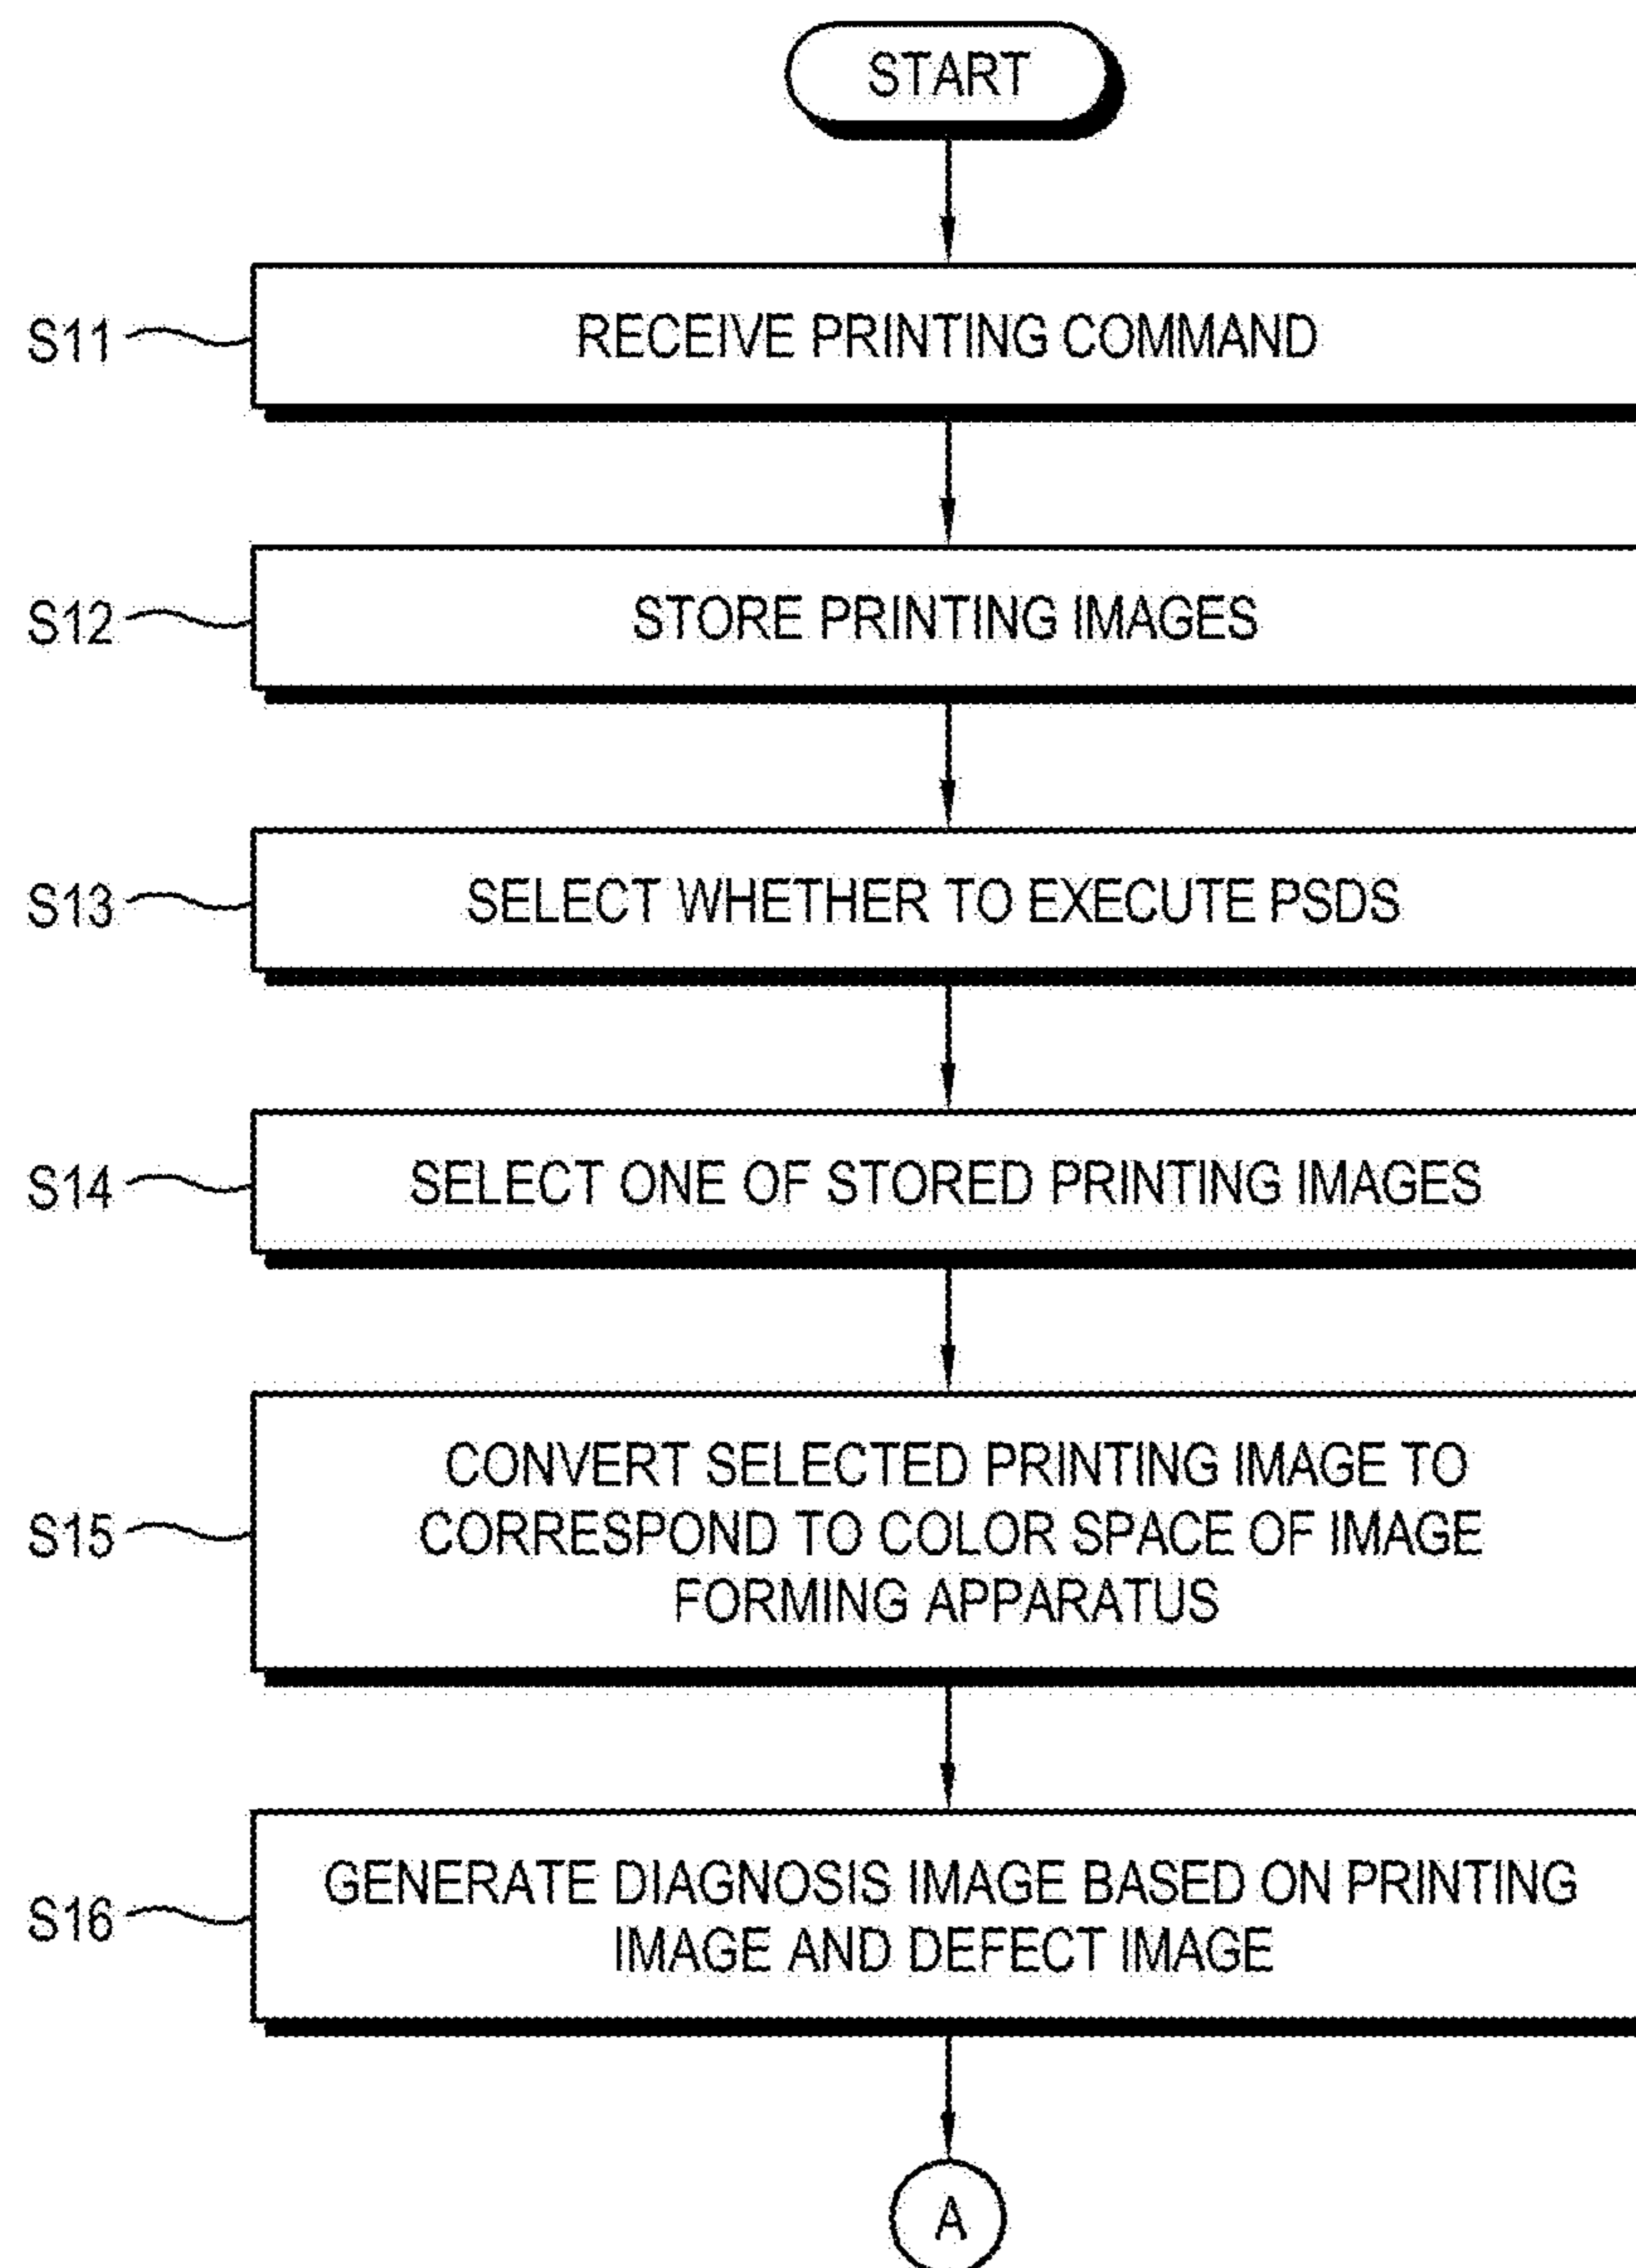 START
S11
RECEIVE PRINTING COMMAND
S12
STORE PRINTING IMAGES
S13
SELECT WHETHER TO EXECUTE PSDS
S14
SELECT ONE OF STORED PRINTING IMAGES
S15
CONVERT SELECTED PRINTING IMAGE TO
CORRESPOND TO COLOR SPACE OF IMAGE
FORMING APPARATUS
S16
GENERATE DIAGNOSIS IMAGE BASED ON PRINTING
IMAGE AND DEFECT IMAGE
A